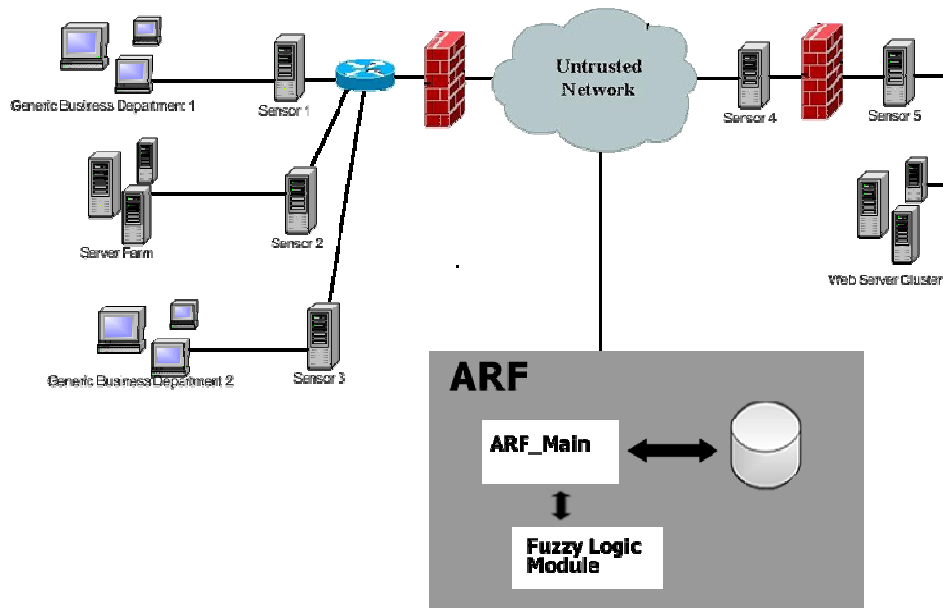 Untrusted
Network
Generic Business Department 1
Sensor 1
Sensor 4
Sensor 5
Server Farm
Sensor 2
Web Server Cluster
Generic Business Department 2
Sensor 3
ARF
ARF_Main
Fuzzy Logic
Module